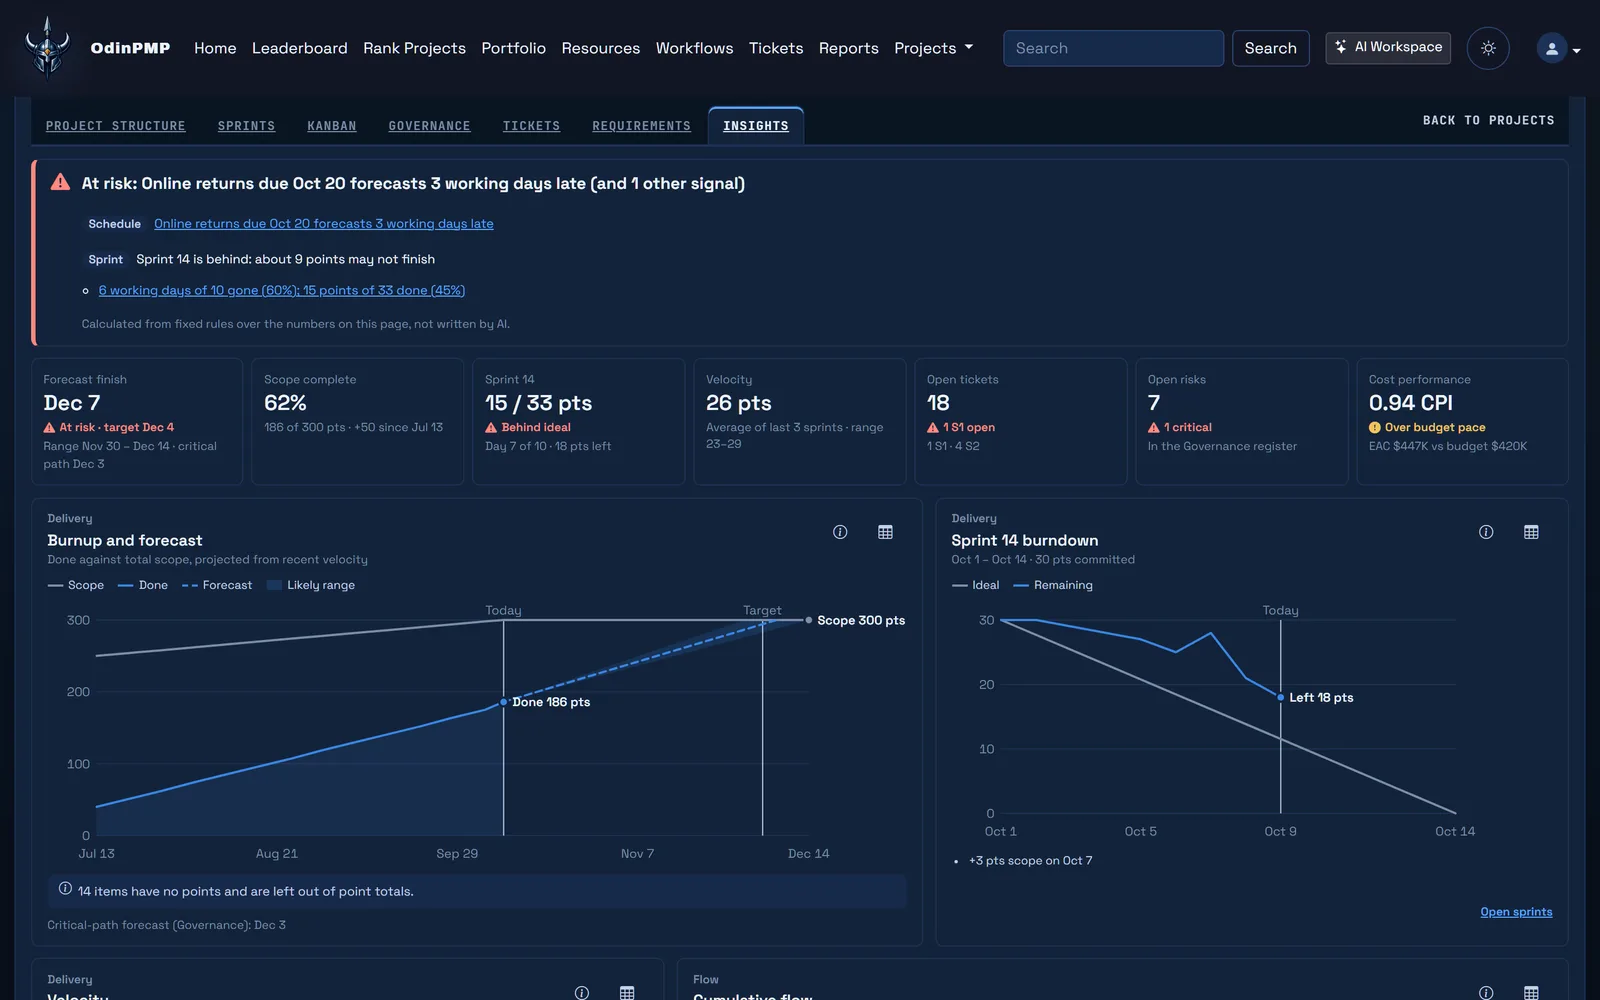 OdinPMP Home Leaderboard Rank Projects Portfolio Resources Workflows Tickets Reports Projects Search Search AI Workspace
PROJECT STRUCTURE SPRINTS KANBAN GOVERNANCE TICKETS REQUIREMENTS INSIGHTS BACK TO PROJECTS
At risk: Online returns due Oct 20 forecasts 3 working days late (and 1 other signal)
Schedule Online returns due Oct 20 forecasts 3 working days late
Sprint Sprint 14 is behind: about 9 points may not finish
6 working days of 10 gone (60%); 15 points of 33 done (45%)
Calculated from fixed rules over the numbers on this page, not written by AI.
Forecast finish
Dec 7
At risk · target Dec 4
Range Nov 30 – Dec 14 · critical
path Dec 3
Scope complete
62%
186 of 300 pts · +50 since Jul 13
Sprint 14
15 / 33 pts
Behind ideal
Day 7 of 10 · 18 pts left
Velocity
26 pts
Average of last 3 sprints · range
23–29
Open tickets
18
1 S1 open
1 S1 · 4 S2
Open risks
7
1 critical
In the Governance register
Cost performance
0.94 CPI
Over budget pace
EAC $447K vs budget $420K
Delivery
Burnup and forecast
Done against total scope, projected from recent velocity
Scope Done Forecast Likely range
Today Target
300 Scope 300 pts
200 Done 186 pts
100
0
Jul 13 Aug 21 Sep 29 Nov 7 Dec 14
14 items have no points and are left out of point totals.
Critical-path forecast (Governance): Dec 3
Delivery
Sprint 14 burndown
Oct 1 – Oct 14 · 30 pts committed
Ideal Remaining
Today
30
20 Left 18 pts
10
0
Oct 1 Oct 5 Oct 9 Oct 14
+3 pts scope on Oct 7
Open sprints
Delivery
Velocity
Flow
Cumulative flow